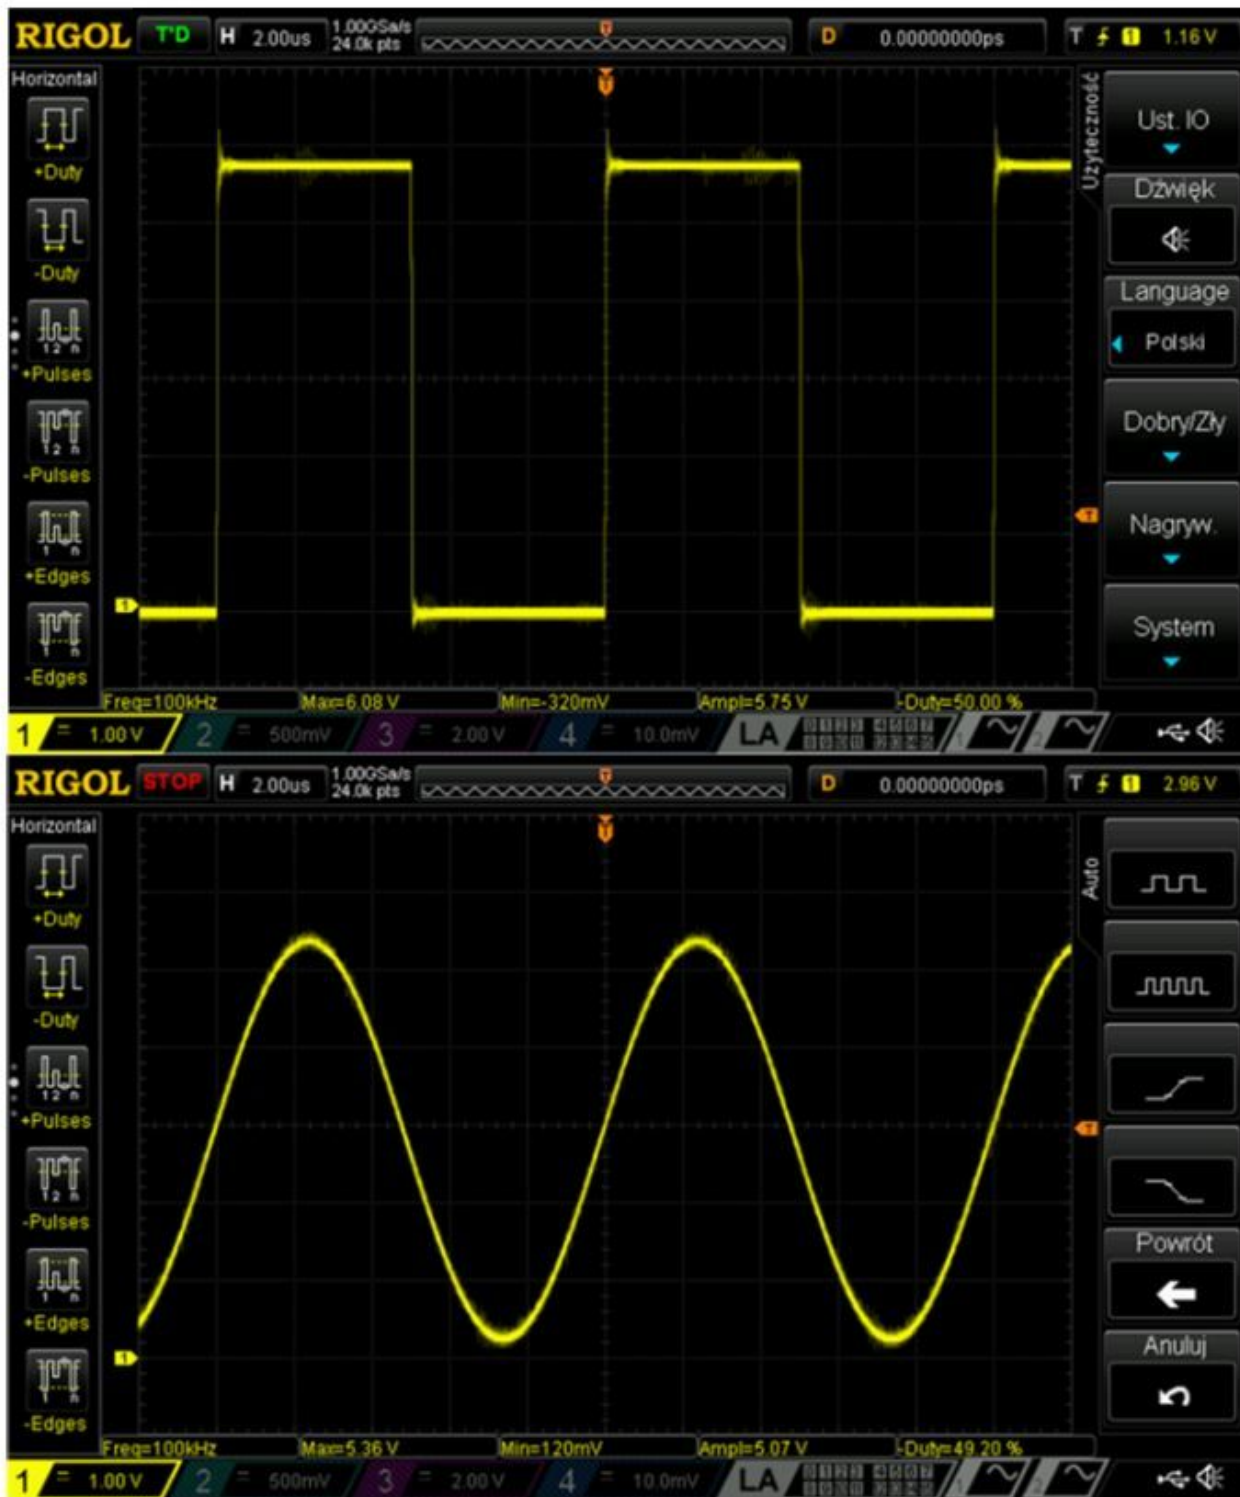 RIGOL T'D H 2.00us 1.00GSa/s 24.0k pts D 0.00000000ps T 1 1.16 V
Horizontal
+Duty
-Duty
+Pulses
-Pulses
+Edges
-Edges
Użyteczność
Ust. IO
Dźwięk
Language
Polski
Dobry/Zły
Nagryw.
System
Freq=100kHz Max=6.08 V Min=-320mV Ampl=5.75 V -Duty=50.00 %
1 = 1.00 V 2 = 500mV 3 = 2.00 V 4 = 10.0mV LA
RIGOL STOP H 2.00us 1.00GSa/s 24.0k pts D 0.00000000ps T 1 2.96 V
Horizontal
+Duty
-Duty
+Pulses
-Pulses
+Edges
-Edges
Auto
Powrót
Anuluj
Freq=100kHz Max=5.36 V Min=120mV Ampl=5.07 V -Duty=49.20 %
1 = 1.00 V 2 = 500mV 3 = 2.00 V 4 = 10.0mV LA